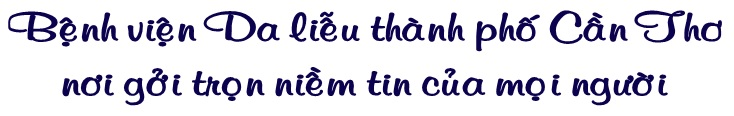 Bệnh viện Da liễu thành phố Cần Thơ
nơi gởi trọn niềm tin của mọi người